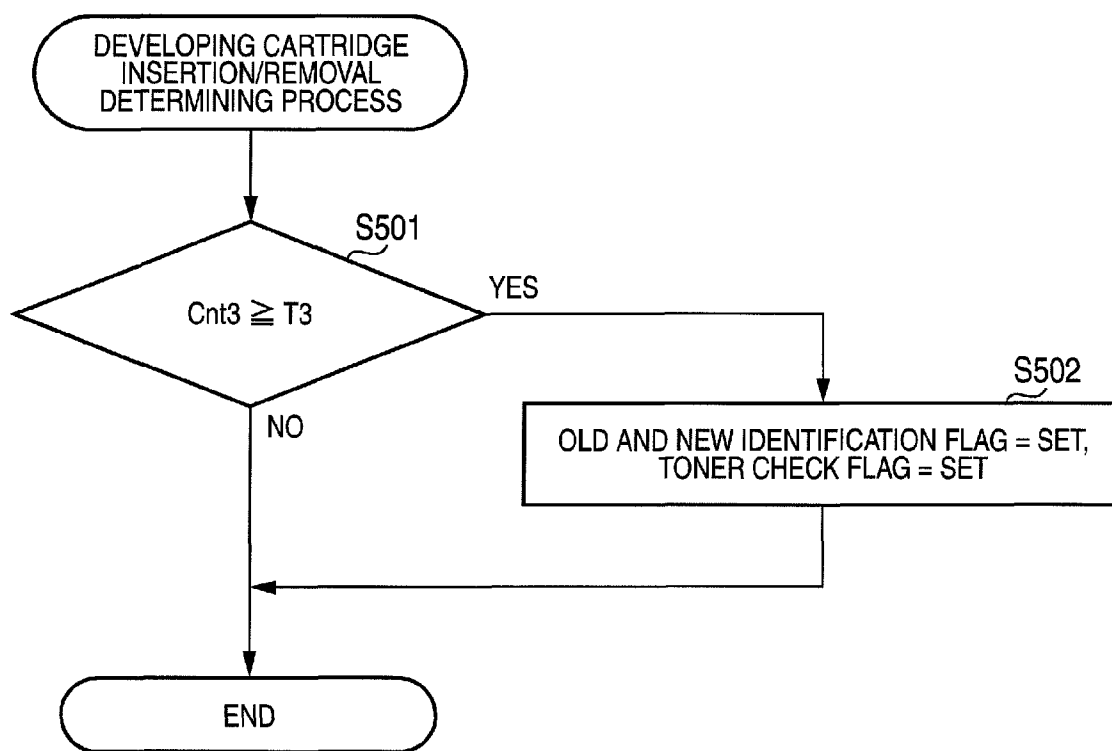 DEVELOPING CARTRIDGE
INSERTION/REMOVAL
DETERMINING PROCESS
S501
Cnt3 ≧ T3
YES
NO
S502
OLD AND NEW IDENTIFICATION FLAG = SET,
TONER CHECK FLAG = SET
END